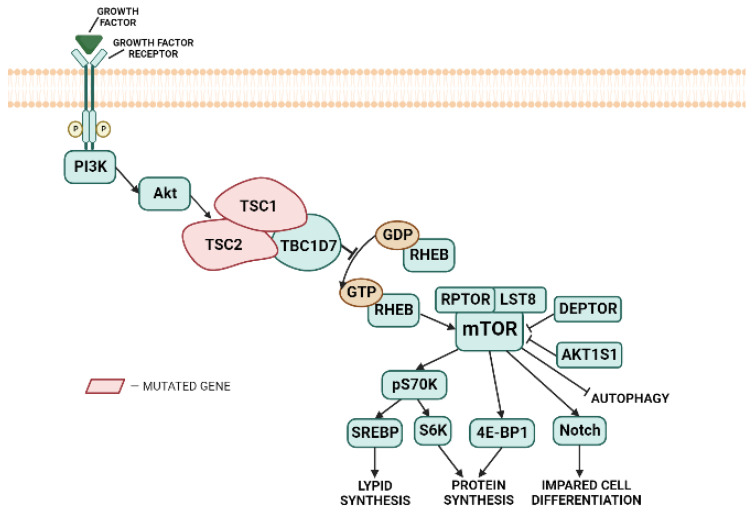 GROWTH
FACTOR
GROWTH FACTOR
RECEPTOR
P
P
PI3K
Akt
TSC1
TSC2
TBC1D7
GDP
RHEB
GTP
RHEB
RPTOR
LST8
mTOR
DEPTOR
AKT1S1
AUTOPHAGY
– MUTATED GENE
pS70K
SREBP
S6K
4E-BP1
Notch
LYPID
SYNTHESIS
PROTEIN
SYNTHESIS
IMPARED CELL
DIFFERENTIATION